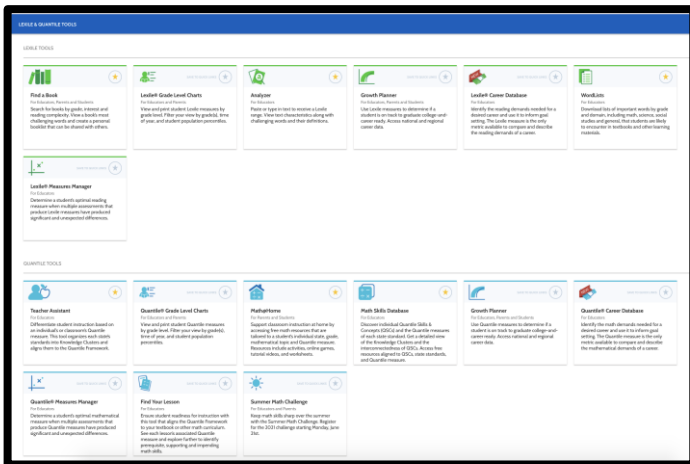 LEXILE & QUANTILE TOOLS
LEXILE TOOLS
Find a Book
For Educators, Parents and Students
Search for books by grade, interest and
reading complexity. View a book's most
challenging words and create a personal
booklist that can be shared with others.
Lexile® Grade Level Charts
For Educators and Parents
View and print student Lexile measures by
grade level. Filter your view by grade(s), time
of year, and student population percentiles.
Analyzer
For Educators
Paste or type in text to receive a Lexile
range. View text characteristics along with
challenging words and their definitions.
Growth Planner
For Educators, Parents and Students
Use Lexile measures to determine if a
student is on track to graduate college-and-
career ready. Access national and regional
career data.
Lexile® Career Database
For Educators, Parents and Students
Identify the reading demands needed for a
desired career and use it to inform goal
setting. The Lexile measure is the only
metric available to compare and describe
the reading demands of a career.
WordLists
For Educators
Download lists of important words by grade
and domain, including math, science, social
studies and general, that students are likely
to encounter in textbooks and other learning
materials.
Lexile® Measures Manager
For Educators
Determine a student's optimal reading
measure when multiple assessments that
produce Lexile measures have produced
significant and unexpected differences.
QUANTILE TOOLS
Teacher Assistant
For Educators
Differentiate student instruction based on
an individual's or classroom's Quantile
measure. This tool organizes each state's
standards into Knowledge Clusters and
aligns them to the Quantile Framework.
Quantile® Grade Level Charts
For Educators and Parents
View and print student Quantile measures
by grade level. Filter your view by grade(s),
time of year, and student population
percentiles.
Math@Home
For Parents and Students
Support classroom instruction at home by
accessing free math resources that are
tailored to a student's individual state, grade,
mathematical topic and Quantile measure.
Resources include activities, online games,
tutorial videos, and worksheets.
Math Skills Database
For Educators
Discover individual Quantile Skills &
Concepts (QSCs) and the Quantile measures
of each state standard. Get a detailed view
of the Knowledge Clusters and the
interconnectedness of QSCs. Access free
resources aligned to QSCs, state standards,
and Quantile measure.
Growth Planner
For Educators, Parents and Students
Use Quantile measures to determine if a
student is on track to graduate college-and-
career ready. Access national and regional
career data.
Quantile® Career Database
For Educators, Parents and Students
Identify the math demands needed for a
desired career and use it to inform goal
setting. The Quantile measure is the only
metric available to compare and describe
the mathematical demands of a career.
Quantile® Measures Manager
For Educators
Determine a student's optimal mathematical
measure when multiple assessments that
produce Quantile measures have produced
significant and unexpected differences.
Find Your Lesson
For Educators
Ensure student readiness for instruction with
this tool that aligns the Quantile Framework
to your textbook or other math curriculum.
See each lesson's associated Quantile
measure and explore further to identify
prerequisite, supporting and impending
math skills.
Summer Math Challenge
For Educators and Parents
Keep math skills sharp over the summer
with the Summer Math Challenge. Register
for the 2021 challenge starting Monday, June
21st.